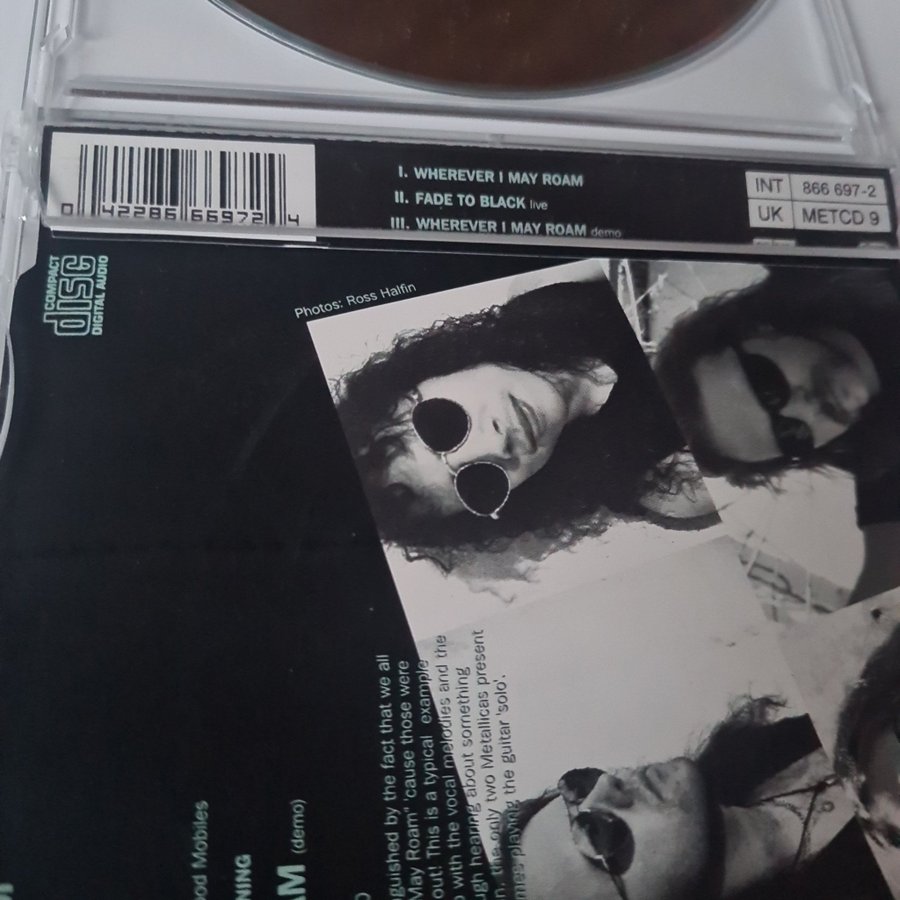 I. WHEREVER I MAY ROAM
II. FADE TO BLACK live
III. WHEREVER I MAY ROAM demo
INT 866 697-2
UK METCD 9
0 42286 66972 4
COMPACT
disc
DIGITAL AUDIO
Photos: Ross Halfin
guished by the fact that we all
May Roam" 'cause those were
out! This is a typical example
with the vocal melodies and the
ugh hearing about something
n. the only two Metallicas present
mes playing the guitar 'solo'.
ood Mobiles
NING
AM (demo)